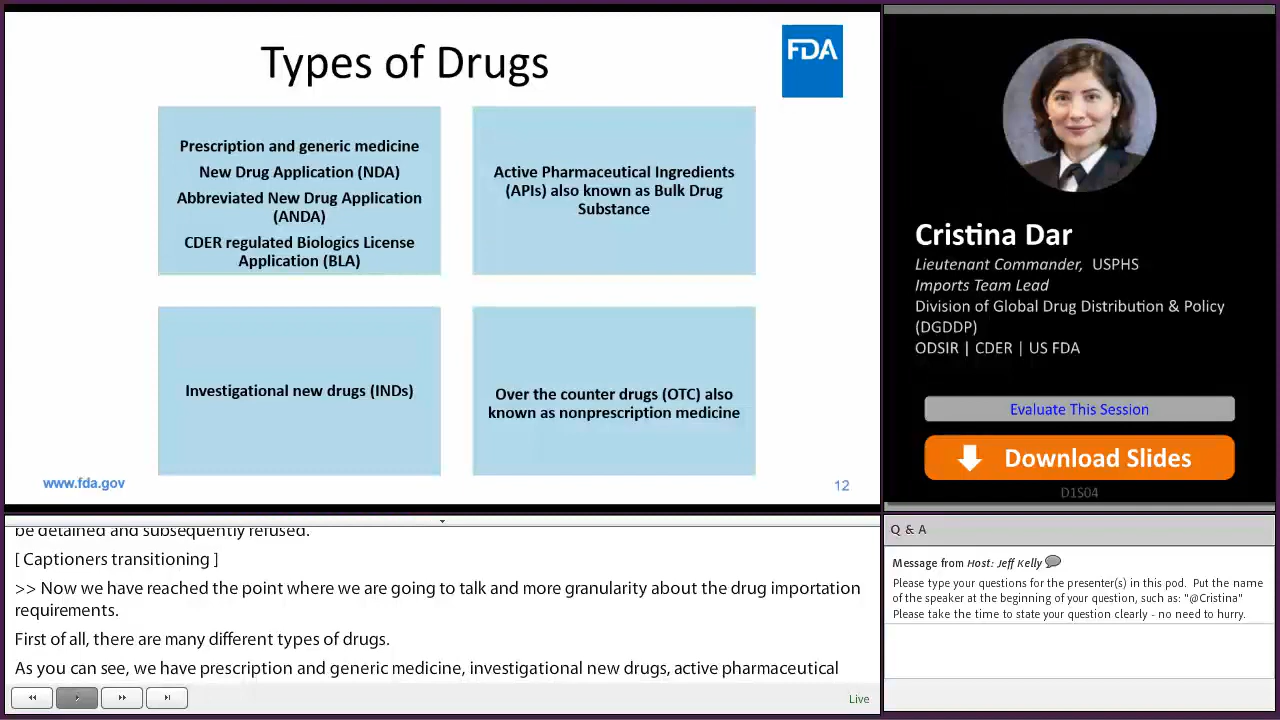 Types of Drugs
FDA
Prescription and generic medicine
New Drug Application (NDA)
Abbreviated New Drug Application
(ANDA)
CDER regulated Biologics License
Application (BLA)
Active Pharmaceutical Ingredients
(APIs) also known as Bulk Drug
Substance
Investigational new drugs (INDs)
Over the counter drugs (OTC) also
known as nonprescription medicine
www.fda.gov
12
Cristina Dar
Lieutenant Commander, USPHS
Imports Team Lead
Division of Global Drug Distribution & Policy
(DGDDP)
ODSIR | CDER | US FDA
Evaluate This Session
Download Slides
D1S04
be detained and subsequently refused.
[ Captioners transitioning ]
>> Now we have reached the point where we are going to talk and more granularity about the drug importation
requirements.
First of all, there are many different types of drugs.
As you can see, we have prescription and generic medicine, investigational new drugs, active pharmaceutical
Live
Q & A
Message from Host: Jeff Kelly
Please type your questions for the presenter(s) in this pod. Put the name
of the speaker at the beginning of your question, such as: "@Cristina"
Please take the time to state your question clearly - no need to hurry.